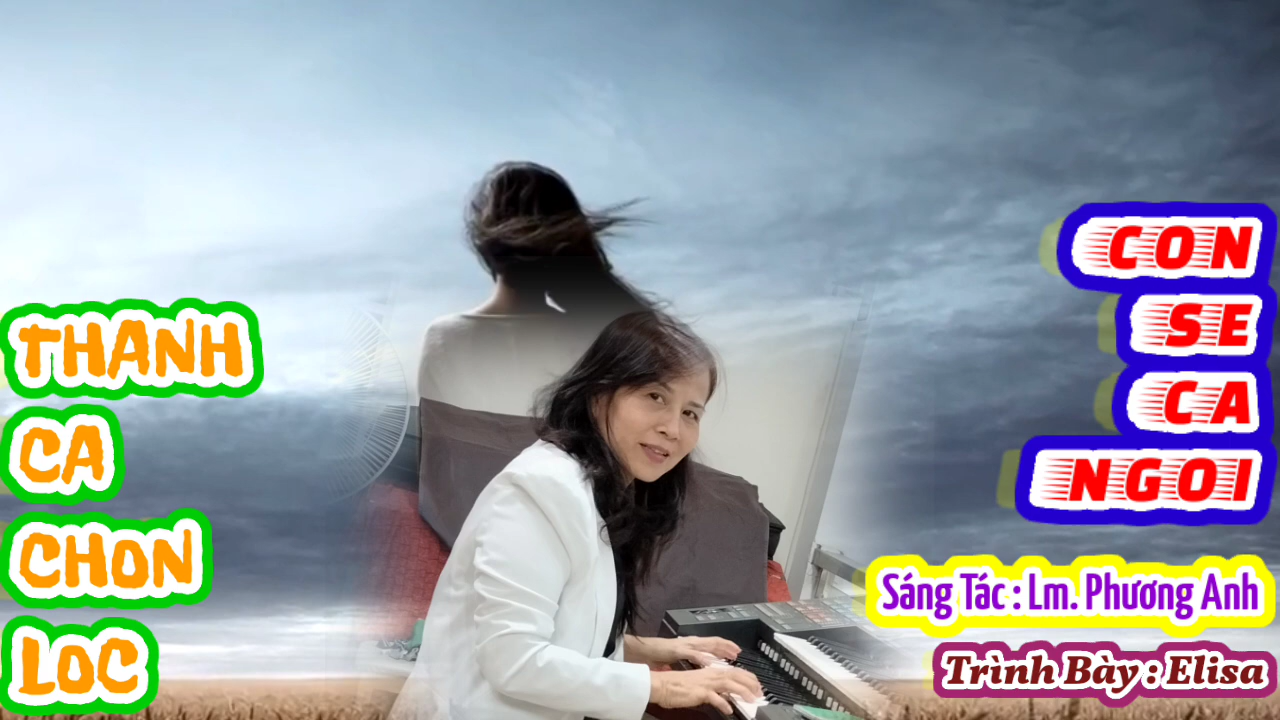 THANH
CA
CHON
LOC
CON
SE
CA
NGOI
Sáng Tác : Lm. Phương Anh
Trình Bày : Elisa